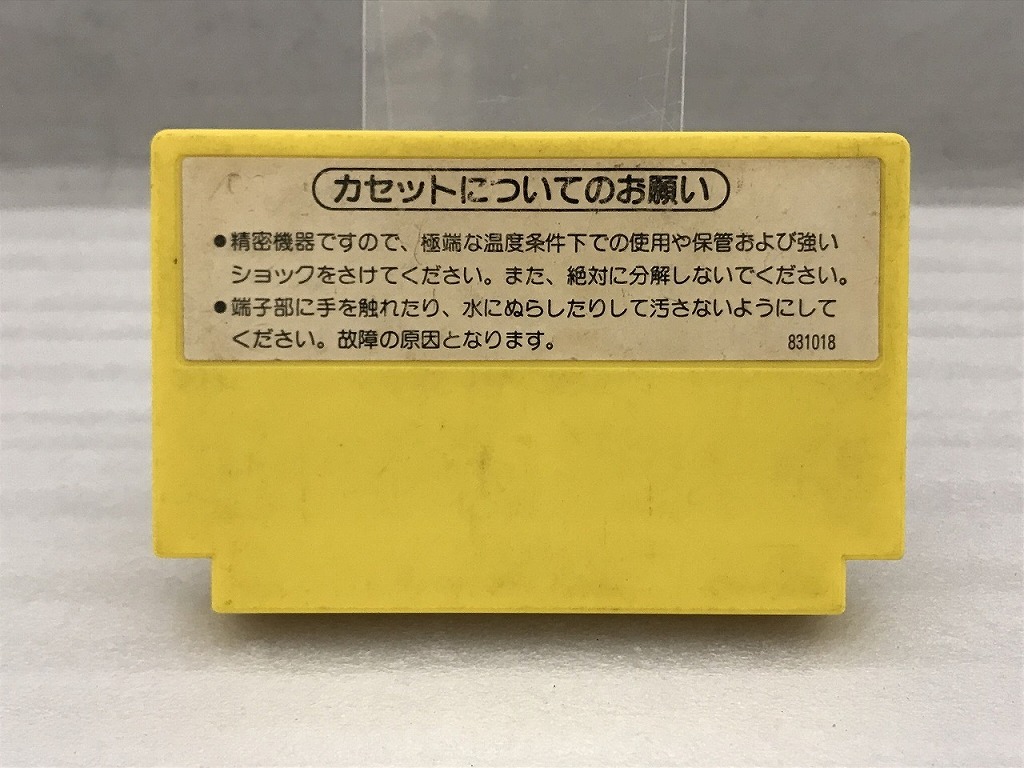 カセットについてのお願い
●精密機器ですので、極端な温度条件下での使用や保管および強い
ショックをさけてください。また、絶対に分解しないでください。
●端子部に手を触れたり、水にぬらしたりして汚さないようにして
ください。故障の原因となります。 831018